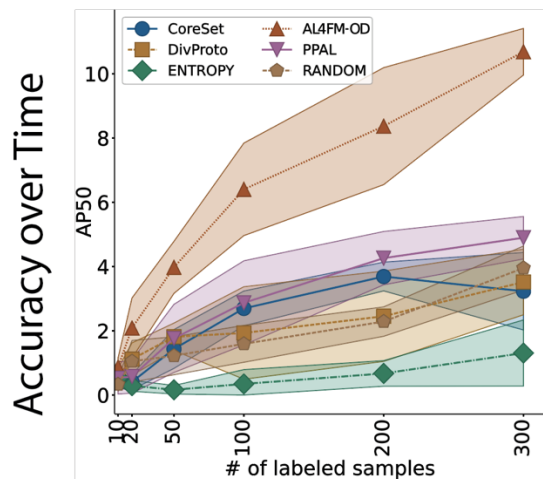 Accuracy over Time
AP50
CoreSet
DivProto
ENTROPY
AL4FM-OD
PPAL
RANDOM
10
8
6
4
2
0
10
20
50
100
200
300
# of labeled samples